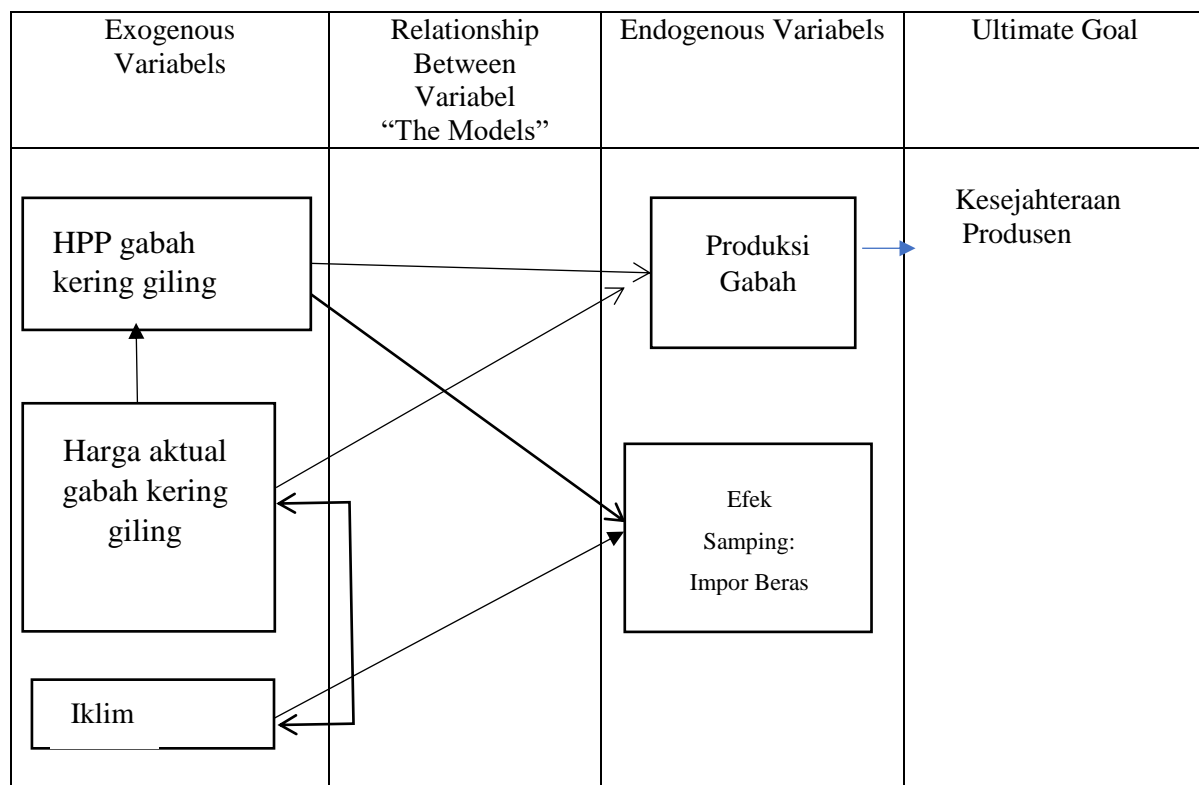 Exogenous
Variabels
Relationship
Between
Variabel
“The Models”
Endogenous Variabels
Ultimate Goal
HPP gabah
kering giling
Produksi
Gabah
Kesejahteraan
Produsen
Harga aktual
gabah kering
giling
Efek
Samping:
Impor Beras
Iklim